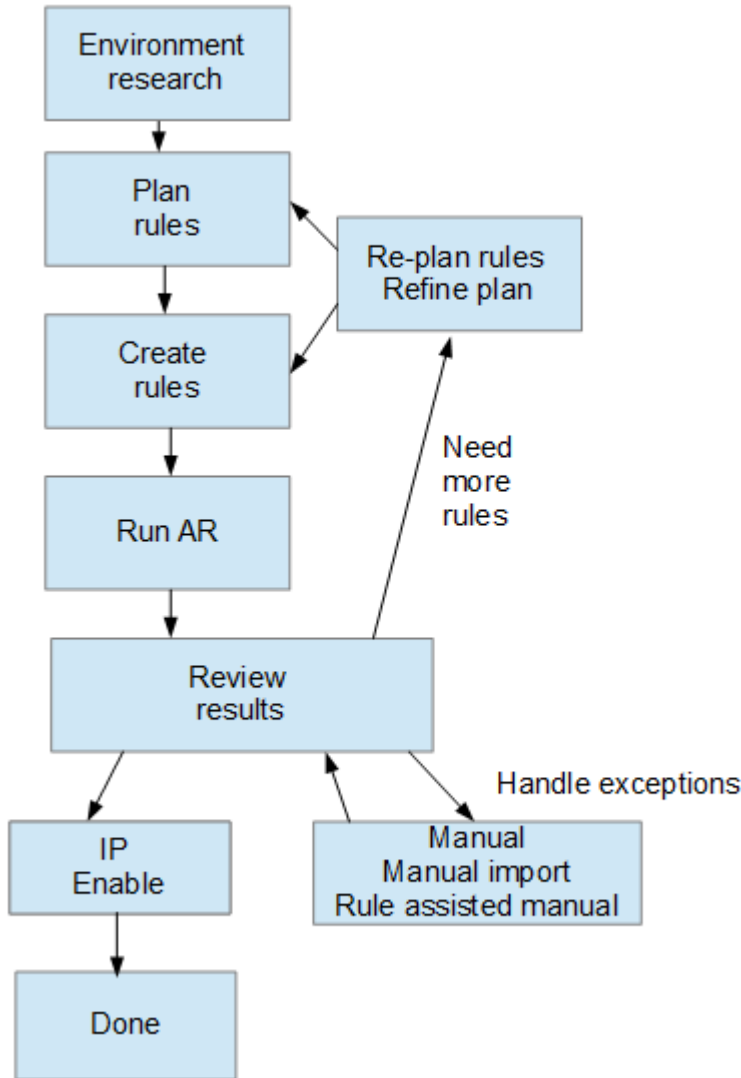 Environment
research
Plan
rules
Re-plan rules
Refine plan
Create
rules
Need
more
rules
Run AR
Review
results
Handle exceptions
IP
Enable
Manual
Manual import
Rule assisted manual
Done